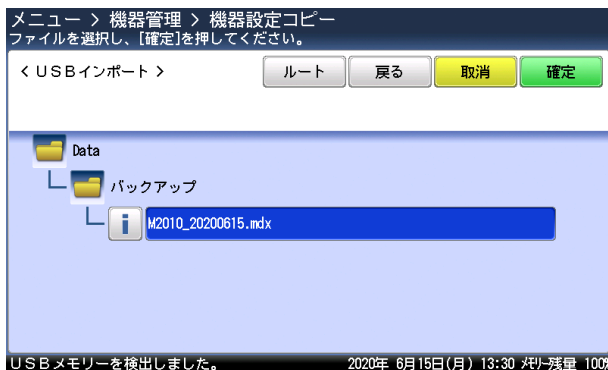 メニュー > 機器管理 > 機器設定コピー
ファイルを選択し、[確定]を押してください。
<USBインポート>
ルート
戻る
取消
確定
Data
バックアップ
i
M2010_20200615.mdx
USBメモリーを検出しました。
2020年 6月15日(月) 13:30 メモリー残量 100%